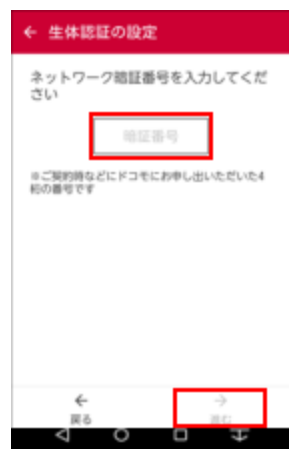 ← 生体認証の設定
ネットワーク暗証番号を入力してくだ
さい
暗証番号
※ご契約時などにドコモにお申し出いただいた4
桁の番号です
←
戻る
→
進む